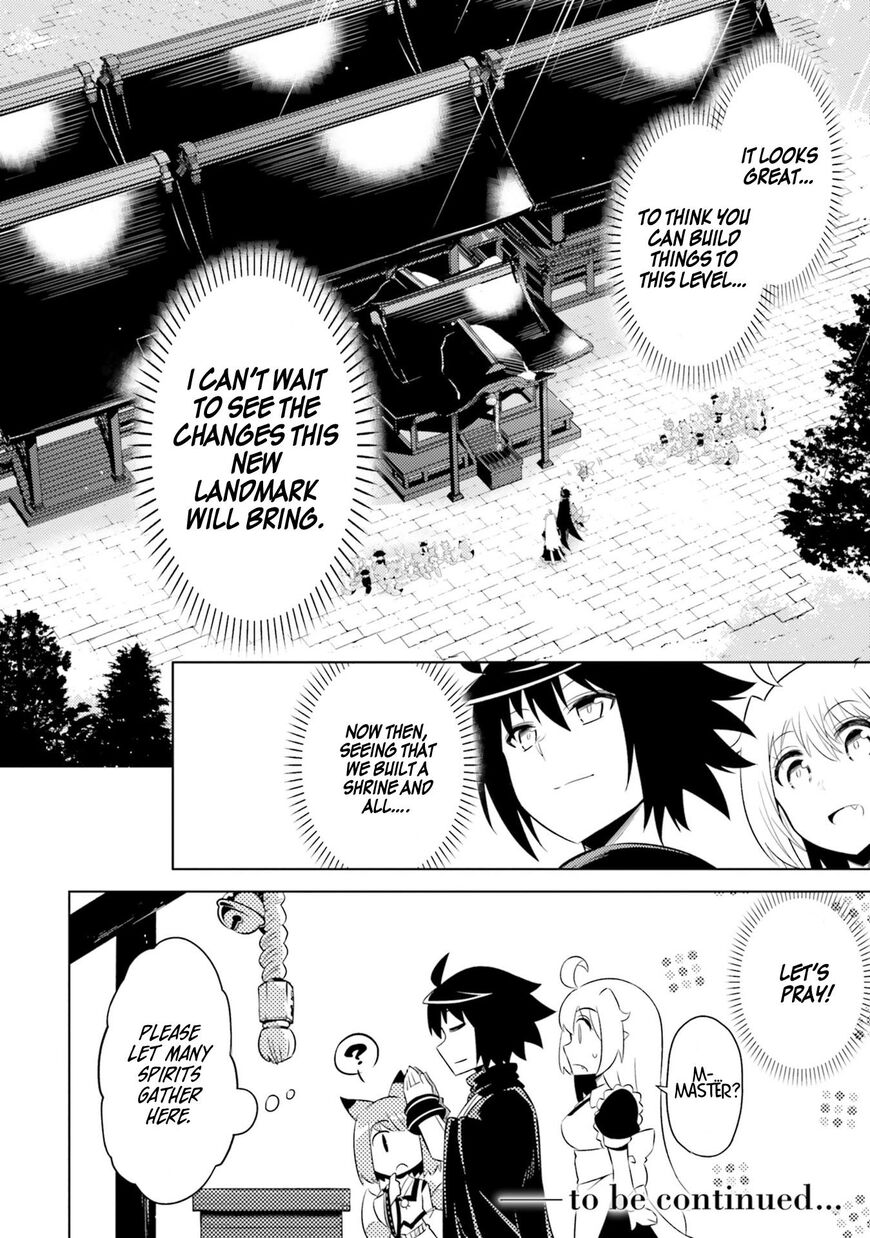 IT LOOKS
GREAT...
TO THINK YOU
CAN BUILD
THINGS TO
THIS LEVEL...
I CAN'T WAIT
TO SEE THE
CHANGES THIS
NEW
LANDMARK
WILL BRING.
NOW THEN,
SEEING THAT
WE BUILT A
SHRINE AND
ALL....
LET'S
PRAY!
M-...
MASTER?
?
PLEASE
LET MANY
SPIRITS
GATHER
HERE.
to be continued...